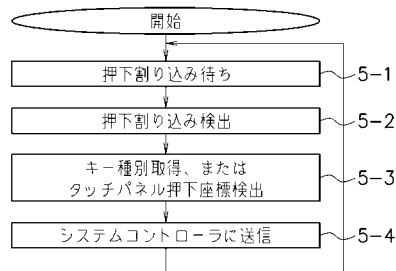 開始
押下割り込み待ち
5-1
押下割り込み検出
5-2
キー種別取得、または
タッチパネル押下座標検出
5-3
システムコントローラに送信
5-4